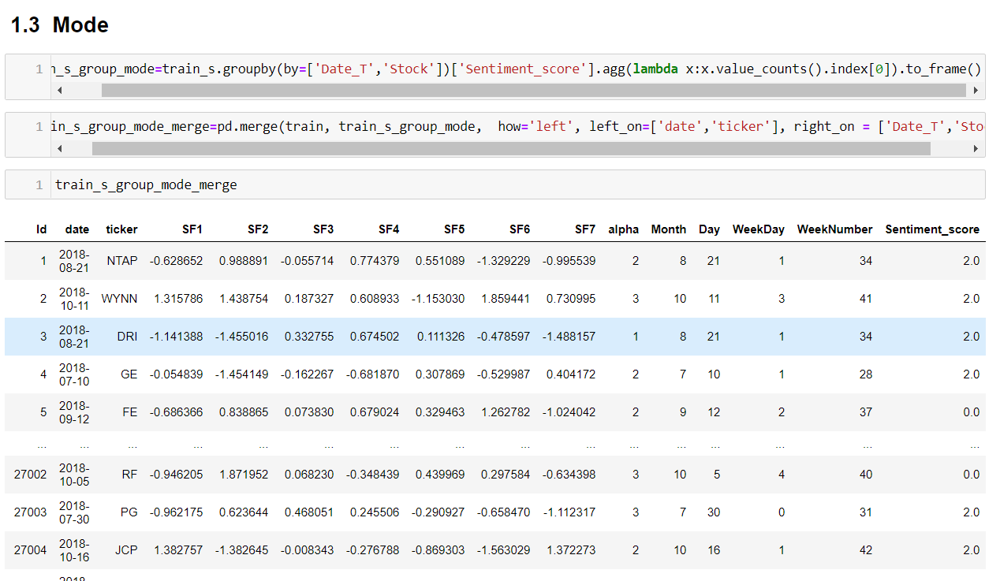 1.3 Mode
1 n_s_group_mode=train_s.groupby(by=['Date_T','Stock'])['Sentiment_score'].agg(lambda x:x.value_counts().index[0]).to_frame()
1 in_s_group_mode_merge=pd.merge(train, train_s_group_mode, how='left', left_on=['date','ticker'], right_on = ['Date_T','Sto
1 train_s_group_mode_merge
Id date ticker SF1 SF2 SF3 SF4 SF5 SF6 SF7 alpha Month Day WeekDay WeekNumber Sentiment_score
1 2018-08-21 NTAP -0.628652 0.988891 -0.055714 0.774379 0.551089 -1.329229 -0.995539 2 8 21 1 34 2.0
2 2018-10-11 WYNN 1.315786 1.438754 0.187327 0.608933 -1.153030 1.859441 0.730995 3 10 11 3 41 2.0
3 2018-08-21 DRI -1.141388 -1.455016 0.332755 0.674502 0.111326 -0.478597 -1.488157 1 8 21 1 34 2.0
4 2018-07-10 GE -0.054839 -1.454149 -0.162267 -0.681870 0.307869 -0.529987 0.404172 2 7 10 1 28 2.0
5 2018-09-12 FE -0.686366 0.838865 0.073830 0.679024 0.329463 1.262782 -1.024042 2 9 12 2 37 0.0
... ... ... ... ... ... ... ... ... ... ... ... ... ... ... ...
27002 2018-10-05 RF -0.946205 1.871952 0.068230 -0.348439 0.439969 0.297584 -0.634398 3 10 5 4 40 0.0
27003 2018-07-30 PG -0.962175 0.623644 0.468051 0.245506 -0.290927 -0.658470 -1.112317 3 7 30 0 31 2.0
27004 2018-10-16 JCP 1.382757 -1.382645 -0.008343 -0.276788 -0.869303 -1.563029 1.372273 2 10 16 1 42 2.0
2018-